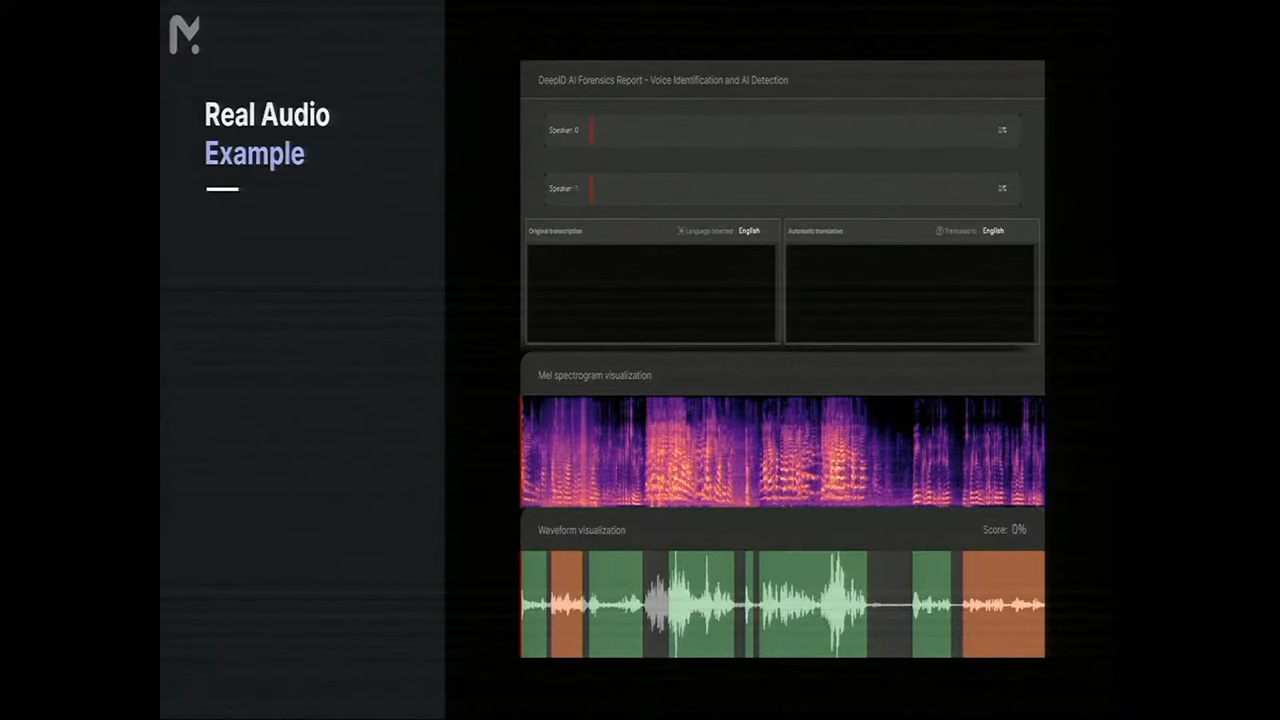 Real Audio
Example
DeepID AI Forensics Report - Voice Identification and AI Detection
Speaker: 0
0%
Speaker:
0%
Original transcription
Language detected:
English
Automatic translation
Translated to:
English
Mel spectrogram visualization
Waveform visualization
Score: 0%